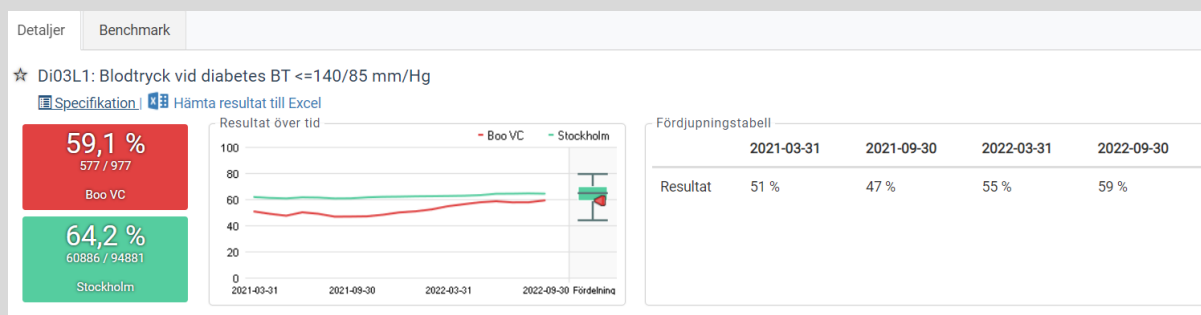 Detaljer
Benchmark
Di03L1: Blodtryck vid diabetes BT <=140/85 mm/Hg
Specifikation | Hämta resultat till Excel
59,1 %
577 / 977
Boo VC
64,2 %
60886 / 94881
Stockholm
Resultat över tid
Boo VC Stockholm
100
80
60
40
20
0
2021-03-31 2021-09-30 2022-03-31 2022-09-30 Fördelning
Fördjupningstabell
2021-03-31 2021-09-30 2022-03-31 2022-09-30
Resultat 51 % 47 % 55 % 59 %